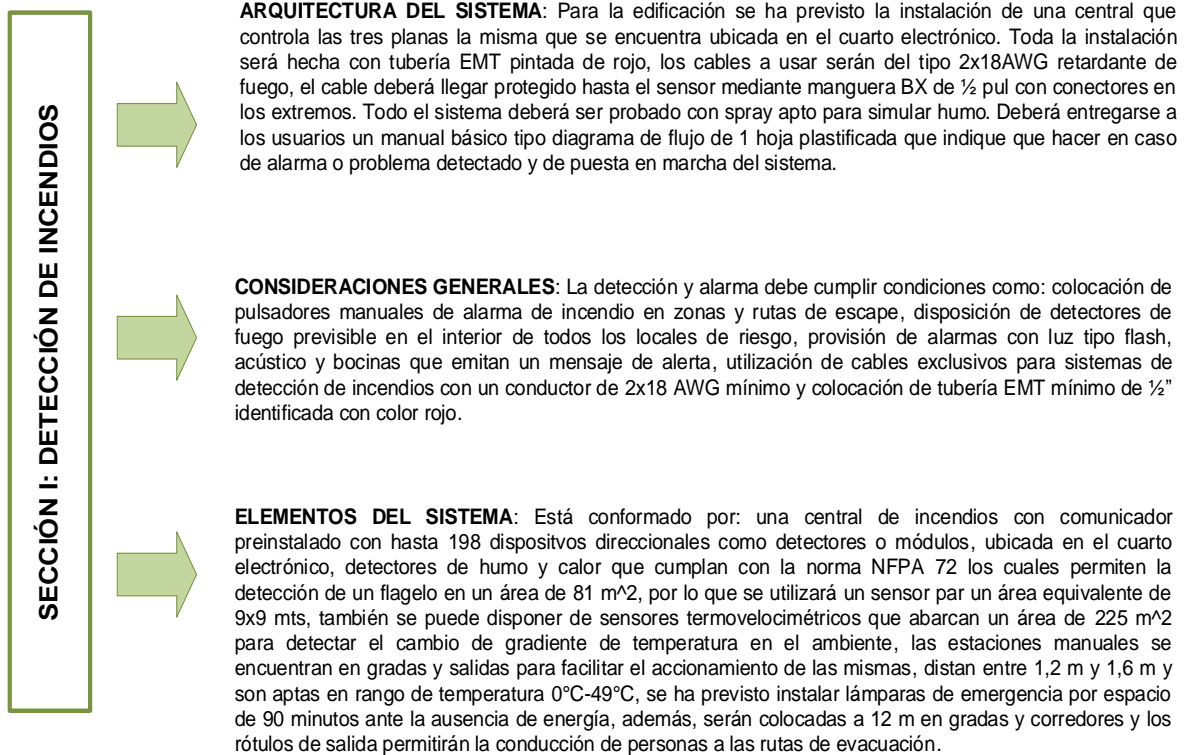 SECCIÓN I: DETECCIÓN DE INCENDIOS
ARQUITECTURA DEL SISTEMA: Para la edificación se ha previsto la instalación de una central que
controla las tres planas la misma que se encuentra ubicada en el cuarto electrónico. Toda la instalación
será hecha con tubería EMT pintada de rojo, los cables a usar serán del tipo 2x18AWG retardante de
fuego, el cable deberá llegar protegido hasta el sensor mediante manguera BX de ½ pul con conectores en
los extremos. Todo el sistema deberá ser probado con spray apto para simular humo. Deberá entregarse a
los usuarios un manual básico tipo diagrama de flujo de 1 hoja plastificada que indique que hacer en caso
de alarma o problema detectado y de puesta en marcha del sistema.
CONSIDERACIONES GENERALES: La detección y alarma debe cumplir condiciones como: colocación de
pulsadores manuales de alarma de incendio en zonas y rutas de escape, disposición de detectores de
fuego previsible en el interior de todos los locales de riesgo, provisión de alarmas con luz tipo flash,
acústico y bocinas que emitan un mensaje de alerta, utilización de cables exclusivos para sistemas de
detección de incendios con un conductor de 2x18 AWG mínimo y colocación de tubería EMT mínimo de ½”
identificada con color rojo.
ELEMENTOS DEL SISTEMA: Está conformado por: una central de incendios con comunicador
preinstalado con hasta 198 dispositvos direccionales como detectores o módulos, ubicada en el cuarto
electrónico, detectores de humo y calor que cumplan con la norma NFPA 72 los cuales permiten la
detección de un flagelo en un área de 81 m^2, por lo que se utilizará un sensor par un área equivalente de
9x9 mts, también se puede disponer de sensores termovelocimétricos que abarcan un área de 225 m^2
para detectar el cambio de gradiente de temperatura en el ambiente, las estaciones manuales se
encuentran en gradas y salidas para facilitar el accionamiento de las mismas, distan entre 1,2 m y 1,6 m y
son aptas en rango de temperatura 0°C-49°C, se ha previsto instalar lámparas de emergencia por espacio
de 90 minutos ante la ausencia de energía, además, serán colocadas a 12 m en gradas y corredores y los
rótulos de salida permitirán la conducción de personas a las rutas de evacuación.